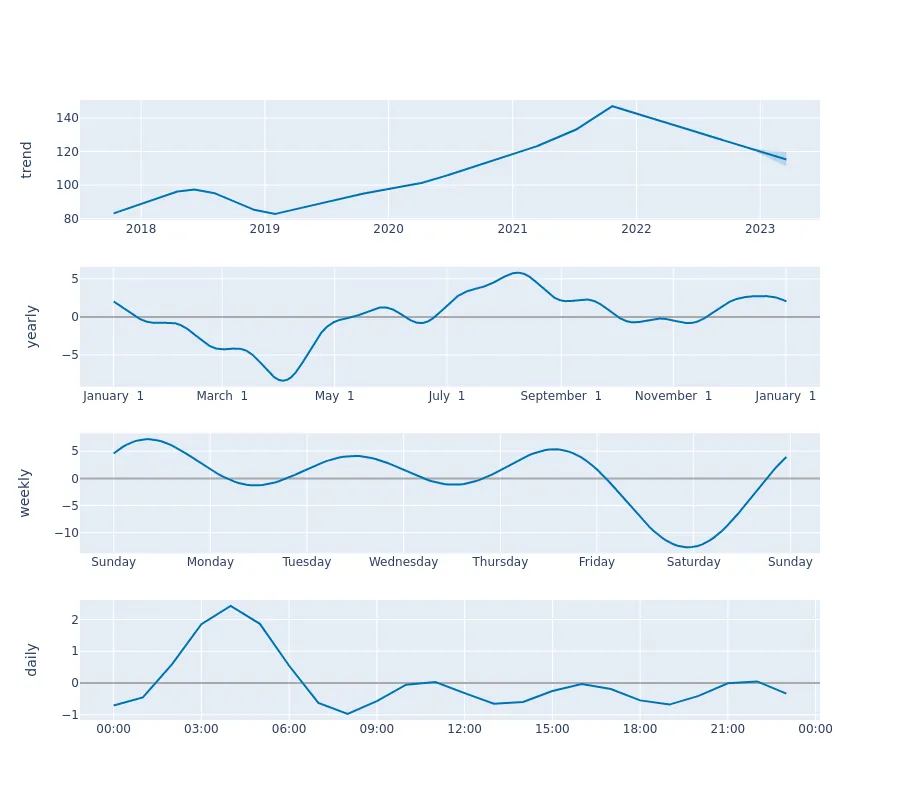 trend
140
120
100
80
2018 2019 2020 2021 2022 2023
yearly
5
0
−5
January 1 March 1 May 1 July 1 September 1 November 1 January 1
weekly
5
0
−5
−10
Sunday Monday Tuesday Wednesday Thursday Friday Saturday Sunday
daily
2
1
0
−1
00:00 03:00 06:00 09:00 12:00 15:00 18:00 21:00 00:00